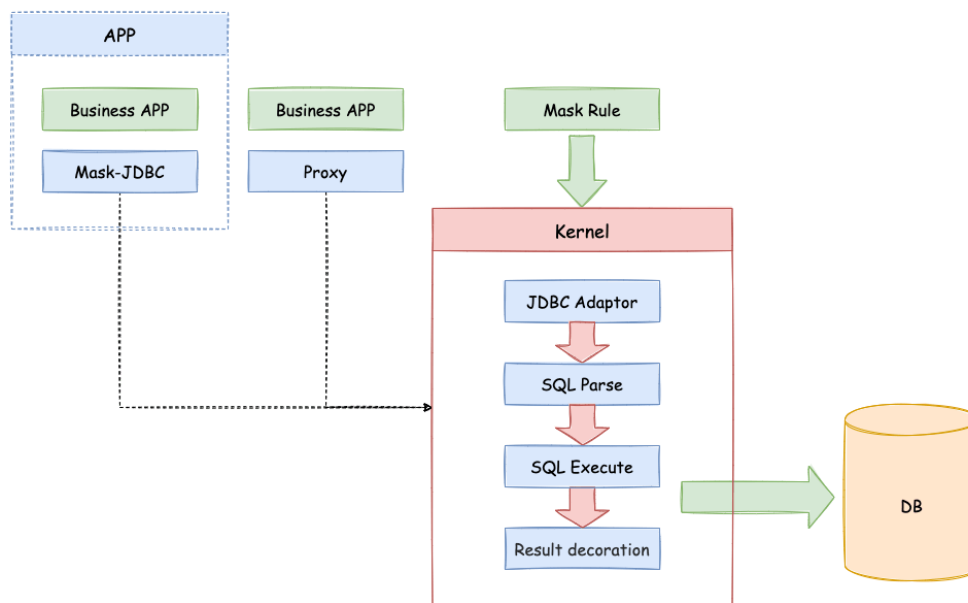 APP
Business APP
Business APP
Mask Rule
Mask-JDBC
Proxy
Kernel
JDBC Adaptor
SQL Parse
SQL Execute
DB
Result decoration